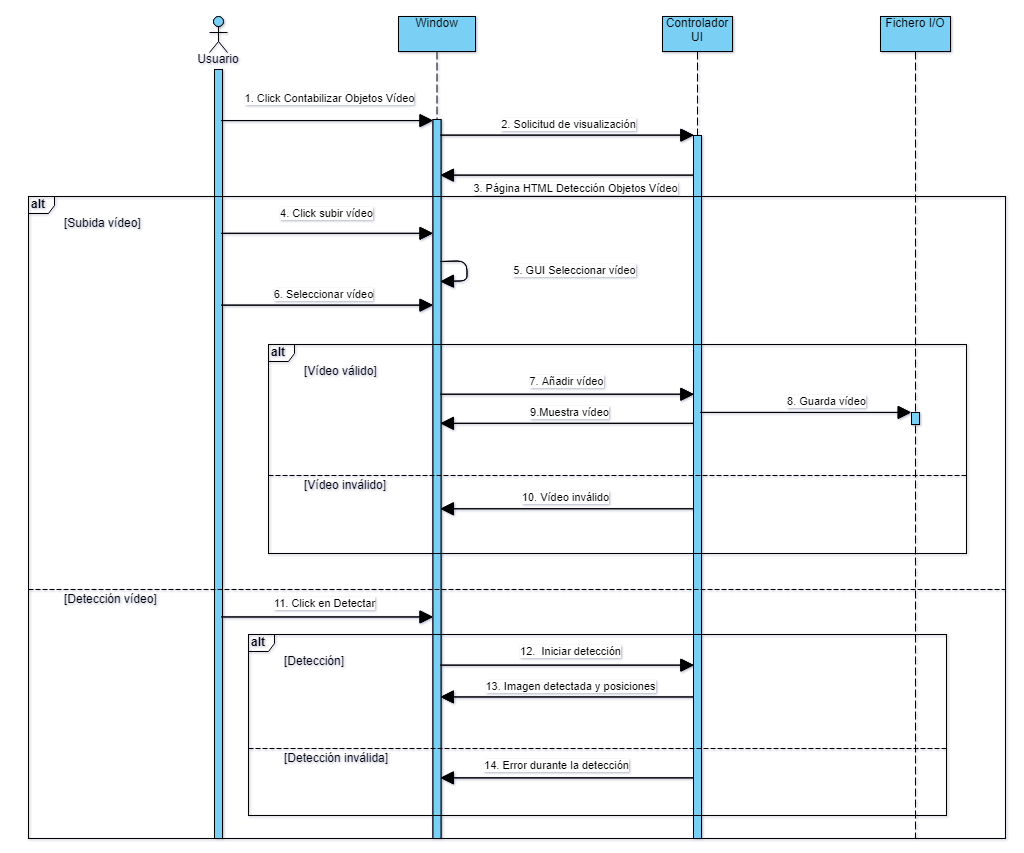 Usuario
Window
Controlador
UI
Fichero I/O
1. Click Contabilizar Objetos Vídeo
2. Solicitud de visualización
3. Página HTML Detección Objetos Vídeo
alt
[Subida vídeo]
4. Click subir vídeo
5. GUI Seleccionar vídeo
6. Seleccionar vídeo
alt
[Vídeo válido]
7. Añadir vídeo
8. Guarda vídeo
9.Muestra vídeo
[Vídeo inválido]
10. Vídeo inválido
[Detección vídeo]
11. Click en Detectar
alt
[Detección]
12. Iniciar detección
13. Imagen detectada y posiciones
[Detección inválida]
14. Error durante la detección